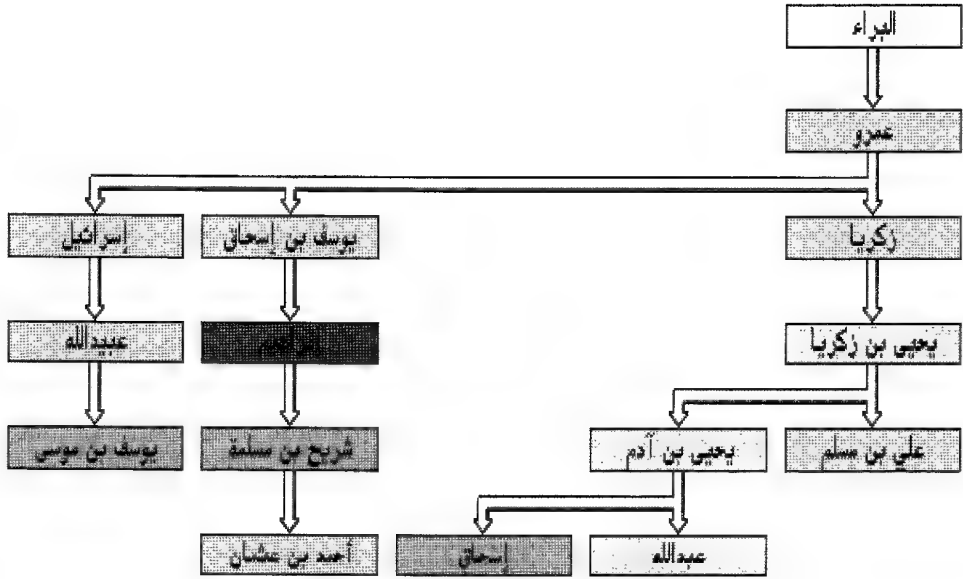 البراء
عمرو
زكريا
يوسف بن إسحاق
إسرائيل
يحيى بن زكريا
إبراهيم
عبيدالله
علي بن مسلم
يحيى بن آدم
شريح بن مسلمة
يوسف بن موسى
عبدالله
إسحاق
أحمد بن عثمان